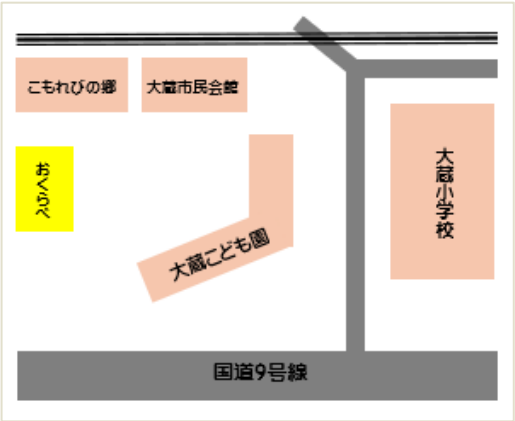 こもれびの郷
大蔵市民会館
おくらべ
大蔵こども園
大蔵小学校
国道9号線